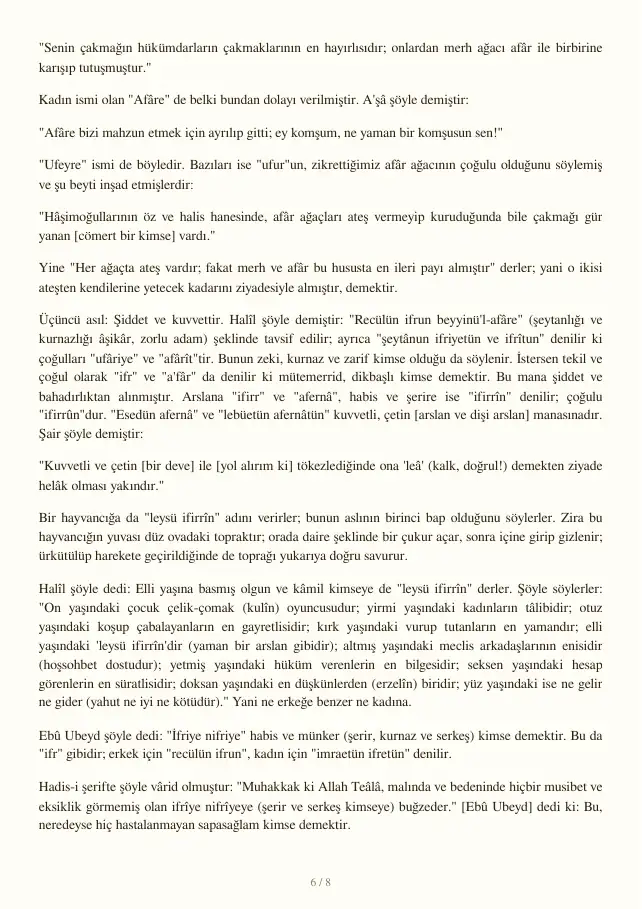 "Senin çakmağın hükümdarların çakmaklarının en hayırlısıdır; onlardan merh ağacı afâr ile birbirine
karışıp tutuşmuştur."
Kadın ismi olan "Afâre" de belki bundan dolayı verilmiştir. A'şâ şöyle demiştir:
"Afâre bizi mahzun etmek için ayrılıp gitti; ey komşum, ne yaman bir komşusun sen!"
"Ufeyre" ismi de böyledir. Bazıları ise "ufur"un, zikrettiğimiz afâr ağacının çoğulu olduğunu söylemiş
ve şu beyti inşad etmişlerdir:
"Hâşimoğullarının öz ve halis hanesinde, afâr ağaçları ateş vermeyip kuruduğunda bile çakmağı gür
yanan [cömert bir kimse] vardı."
Yine "Her ağaçta ateş vardır; fakat merh ve afâr bu hususta en ileri payı almıştır" derler; yani o ikisi
ateşten kendilerine yetecek kadarını ziyadesiyle almıştır, demektir.
Üçüncü asıl: Şiddet ve kuvvettir. Halîl şöyle demiştir: "Recülün ifrun beyyinü'l-afâre" (şeytanlığı ve
kurnazlığı âşikâr, zorlu adam) şeklinde tavsif edilir; ayrıca "şeytânun ifriyetün ve ifrîtun" denilir ki
çoğulları "ufâriye" ve "afârît"tir. Bunun zeki, kurnaz ve zarif kimse olduğu da söylenir. İstersen tekil ve
çoğul olarak "ifr" ve "a'fâr" da denilir ki mütemerrid, dikbaşlı kimse demektir. Bu mana şiddet ve
bahadırlıktan alınmıştır. Arslana "ifirr" ve "afernâ", habis ve şerire ise "ifirrîn" denilir; çoğulu
"ifirrûn"dur. "Esedün afernâ" ve "lebüetün afernâtün" kuvvetli, çetin [arslan ve dişi arslan] manasınadır.
Şair şöyle demiştir:
"Kuvvetli ve çetin [bir deve] ile [yol alırım ki] tökezlediğinde ona 'leâ' (kalk, doğrul!) demekten ziyade
helâk olması yakındır."
Bir hayvancığa da "leysü ifirrîn" adını verirler; bunun aslının birinci bap olduğunu söylerler. Zira bu
hayvancığın yuvası düz ovadaki topraktır; orada daire şeklinde bir çukur açar, sonra içine girip gizlenir;
ürkütülüp harekete geçirildiğinde de toprağı yukarıya doğru savurur.
Halîl şöyle dedi: Elli yaşına basmış olgun ve kâmil kimseye de "leysü ifirrîn" derler. Şöyle söylerler:
"On yaşındaki çocuk çelik-çomak (kulîn) oyuncusudur; yirmi yaşındaki kadınların tâlibidir; otuz
yaşındaki koşup çabalayanların en gayretlisidir; kırk yaşındaki vurup tutanların en yamandır; elli
yaşındaki 'leysü ifirrîn'dir (yaman bir arslan gibidir); altmış yaşındaki meclis arkadaşlarının enisidir
(hoşsohbet dostudur); yetmiş yaşındaki hüküm verenlerin en bilgesidir; seksen yaşındaki hesap
görenlerin en süratlisidir; doksan yaşındaki en düşkünlerden (erzelîn) biridir; yüz yaşındaki ise ne gelir
ne gider (yahut ne iyi ne kötüdür)." Yani ne erkeğe benzer ne kadına.
Ebû Ubeyd şöyle dedi: "İfriye nifriye" habis ve münker (şerir, kurnaz ve serkeş) kimse demektir. Bu da
"ifr" gibidir; erkek için "recülün ifrun", kadın için "imraetün ifretün" denilir.
Hadis-i şerifte şöyle vârid olmuştur: "Muhakkak ki Allah Teâlâ, malında ve bedeninde hiçbir musibet ve
eksiklik görmemiş olan ifrîye nifrîyeye (şerir ve serkeş kimseye) buğzeder." [Ebû Ubeyd] dedi ki: Bu,
neredeyse hiç hastalanmayan sapasağlam kimse demektir.
6 / 8